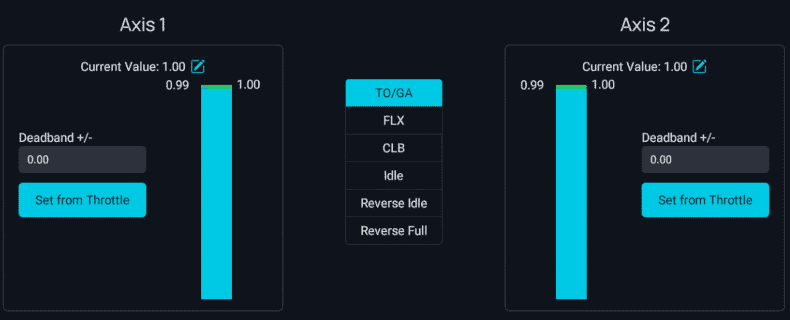 Axis 1
Current Value: 1.00
0.99
1.00
Deadband +/-
0.00
Set from Throttle
TO/GA
FLX
CLB
Idle
Reverse Idle
Reverse Full
Axis 2
Current Value: 1.00
0.99
1.00
Deadband +/-
0.00
Set from Throttle